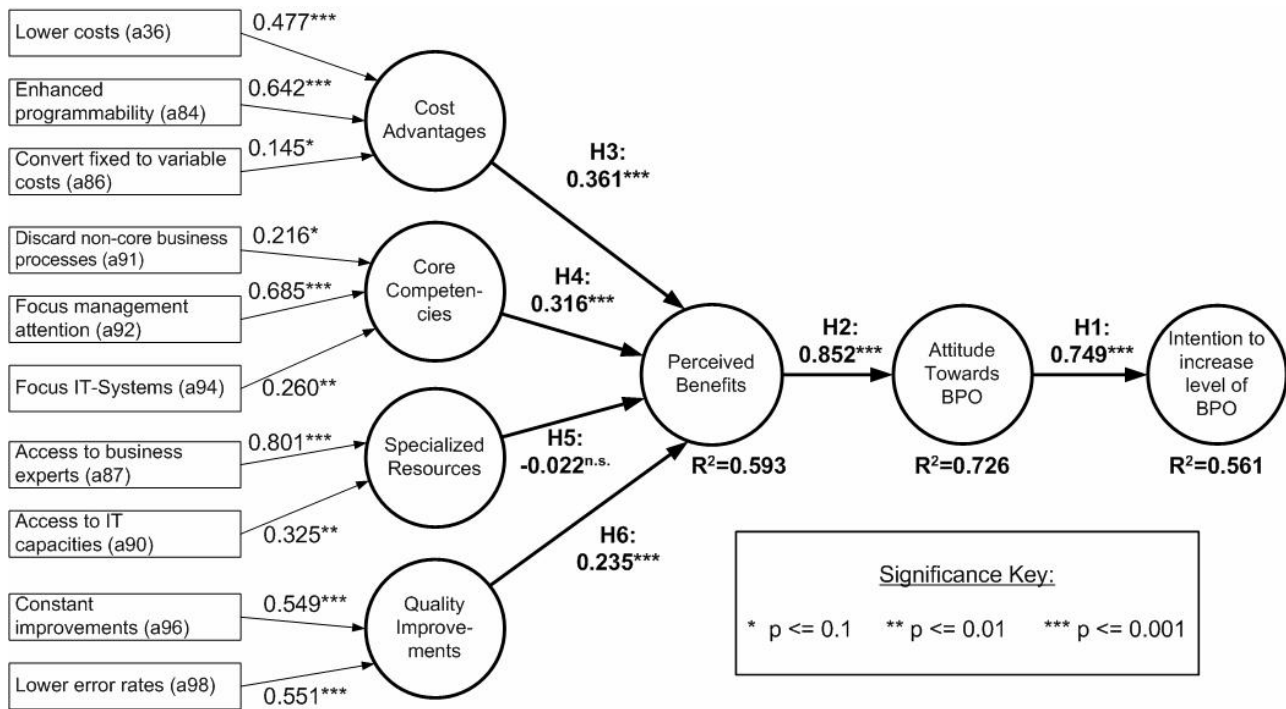 Lower costs (a36)
0.477***
Enhanced
programmability (a84)
0.642***
Convert fixed to variable
costs (a86)
0.145*
Cost
Advantages
H3:
0.361***
Discard non-core business
processes (a91)
0.216*
Focus management
attention (a92)
0.685***
Focus IT-Systems (a94)
0.260**
Core
Competen-
cies
H4:
0.316***
Access to business
experts (a87)
0.801***
Access to IT
capacities (a90)
0.325**
Specialized
Resources
H5:
-0.022n.s.
Constant
improvements (a96)
0.549***
Lower error rates (a98)
0.551***
Quality
Improve-
ments
H6:
0.235***
Perceived
Benefits
R²=0.593
H2:
0.852***
Attitude
Towards
BPO
R²=0.726
H1:
0.749***
Intention to
increase
level of
BPO
R²=0.561
Significance Key:
* p <= 0.1 ** p <= 0.01 *** p <= 0.001